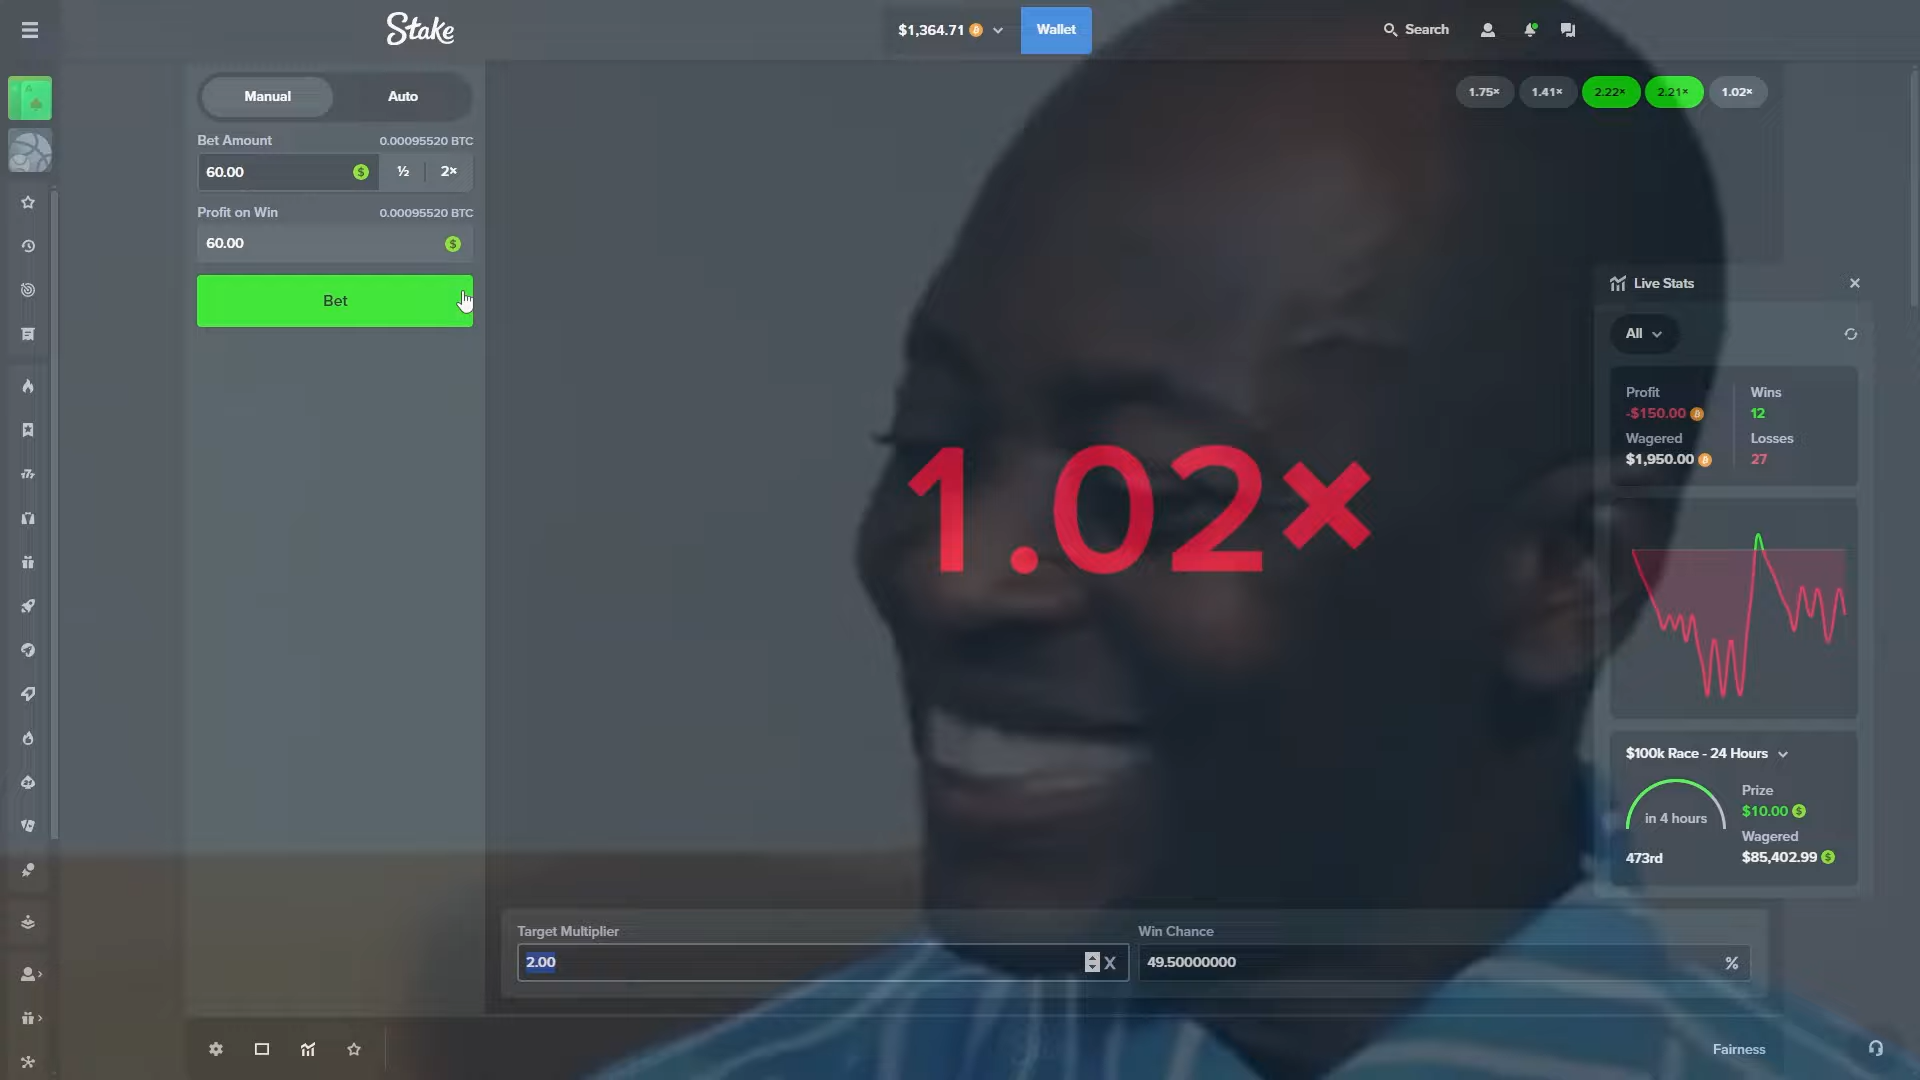 Stake
$1,364.71
Wallet
Search
Manual
Auto
1.75×
1.41×
2.22×
2.21×
1.02×
Bet Amount
0.00095520 BTC
60.00
½
2×
Profit on Win
0.00095520 BTC
60.00
Bet
1.02×
Live Stats
All
Profit
Wins
-$150.00
12
Wagered
Losses
$1,950.00
27
$100k Race - 24 Hours
in 4 hours
473rd
Prize
$10.00
Wagered
$85,402.99
Target Multiplier
2.00
X
Win Chance
49.50000000
%
Fairness